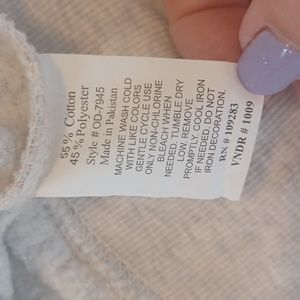 55% Cotton
45% Polyester
Style # OD-7945
Made in Pakistan
MACHINE WASH COLD
WITH LIKE COLORS
GENTLE CYCLE USE
ONLY NON-CHLORINE
BLEACH WHEN
NEEDED. TUMBLE DRY
LOW. REMOVE
PROMPTLY. COOL IRON
IF NEEDED. DO NOT
IRON DECORATION.
RN # 109283
VNDR # 1009